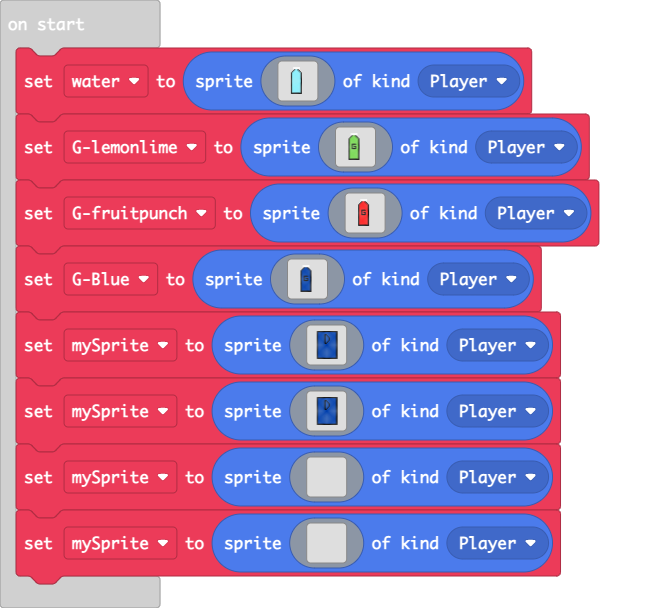 on start
set water to sprite of kind Player
set G-lemonlime to sprite G of kind Player
set G-fruitpunch to sprite G of kind Player
set G-Blue to sprite G of kind Player
set mySprite to sprite of kind Player
set mySprite to sprite of kind Player
set mySprite to sprite of kind Player
set mySprite to sprite of kind Player